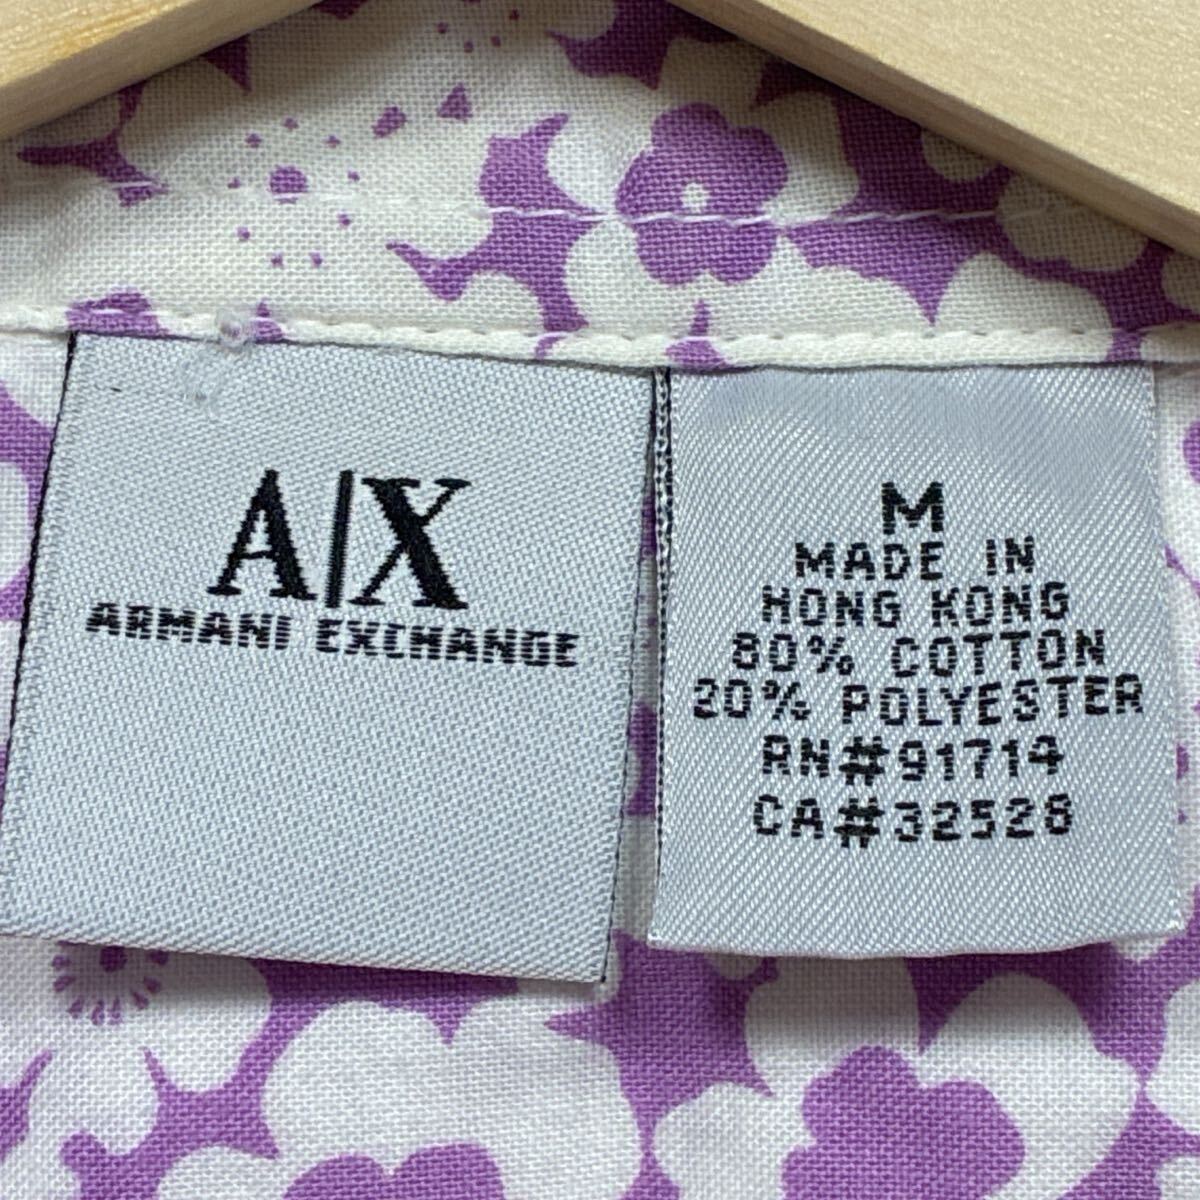 A|X
ARMANI EXCHANGE
M
MADE IN
HONG KONG
80% COTTON
20% POLYESTER
RN#91714
CA#32528